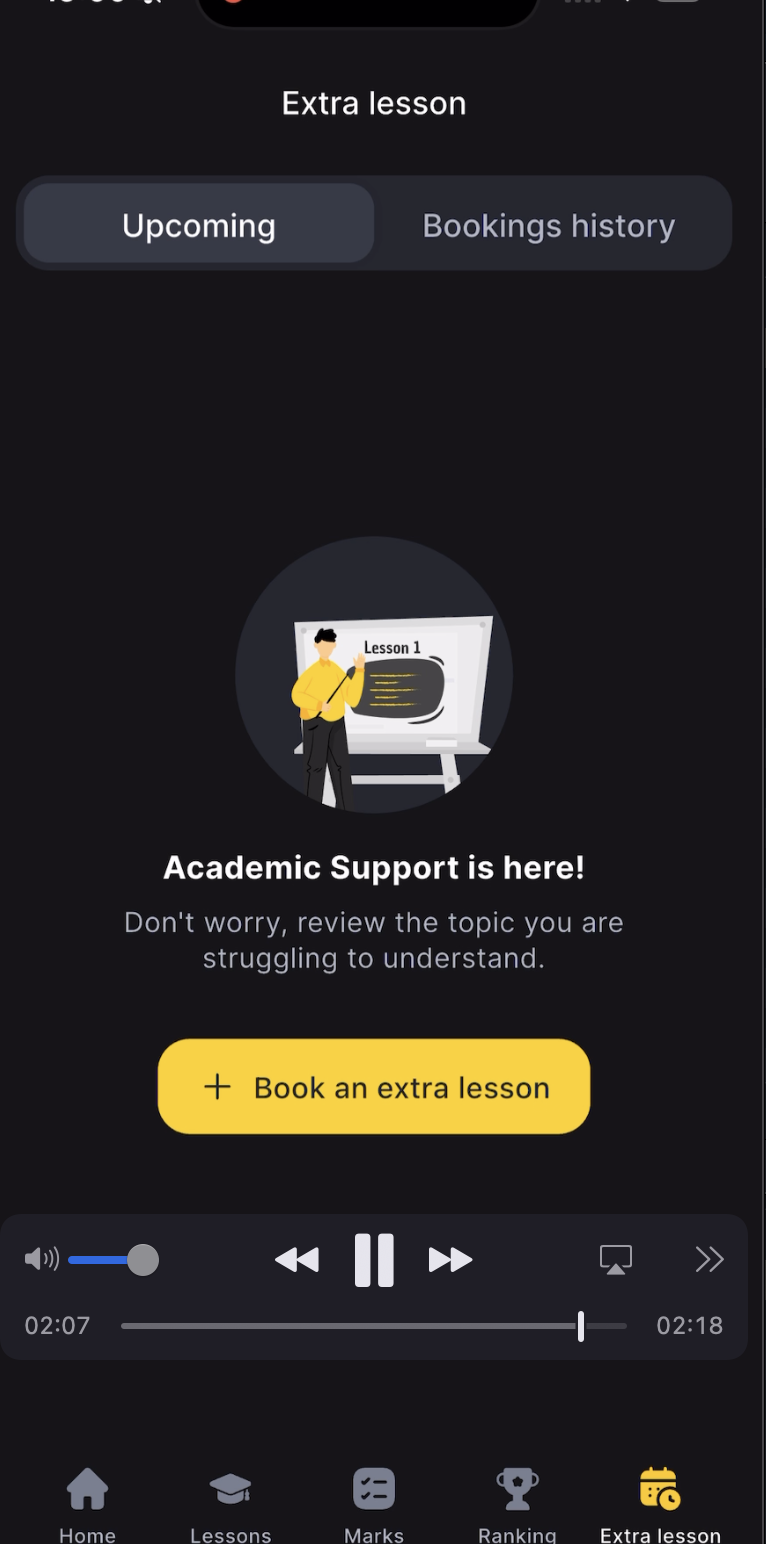 Extra lesson
Upcoming
Bookings history
Lesson 1
Academic Support is here!
Don't worry, review the topic you are
struggling to understand.
+ Book an extra lesson
02:07
02:18
Home
Lessons
Marks
Ranking
Extra lesson